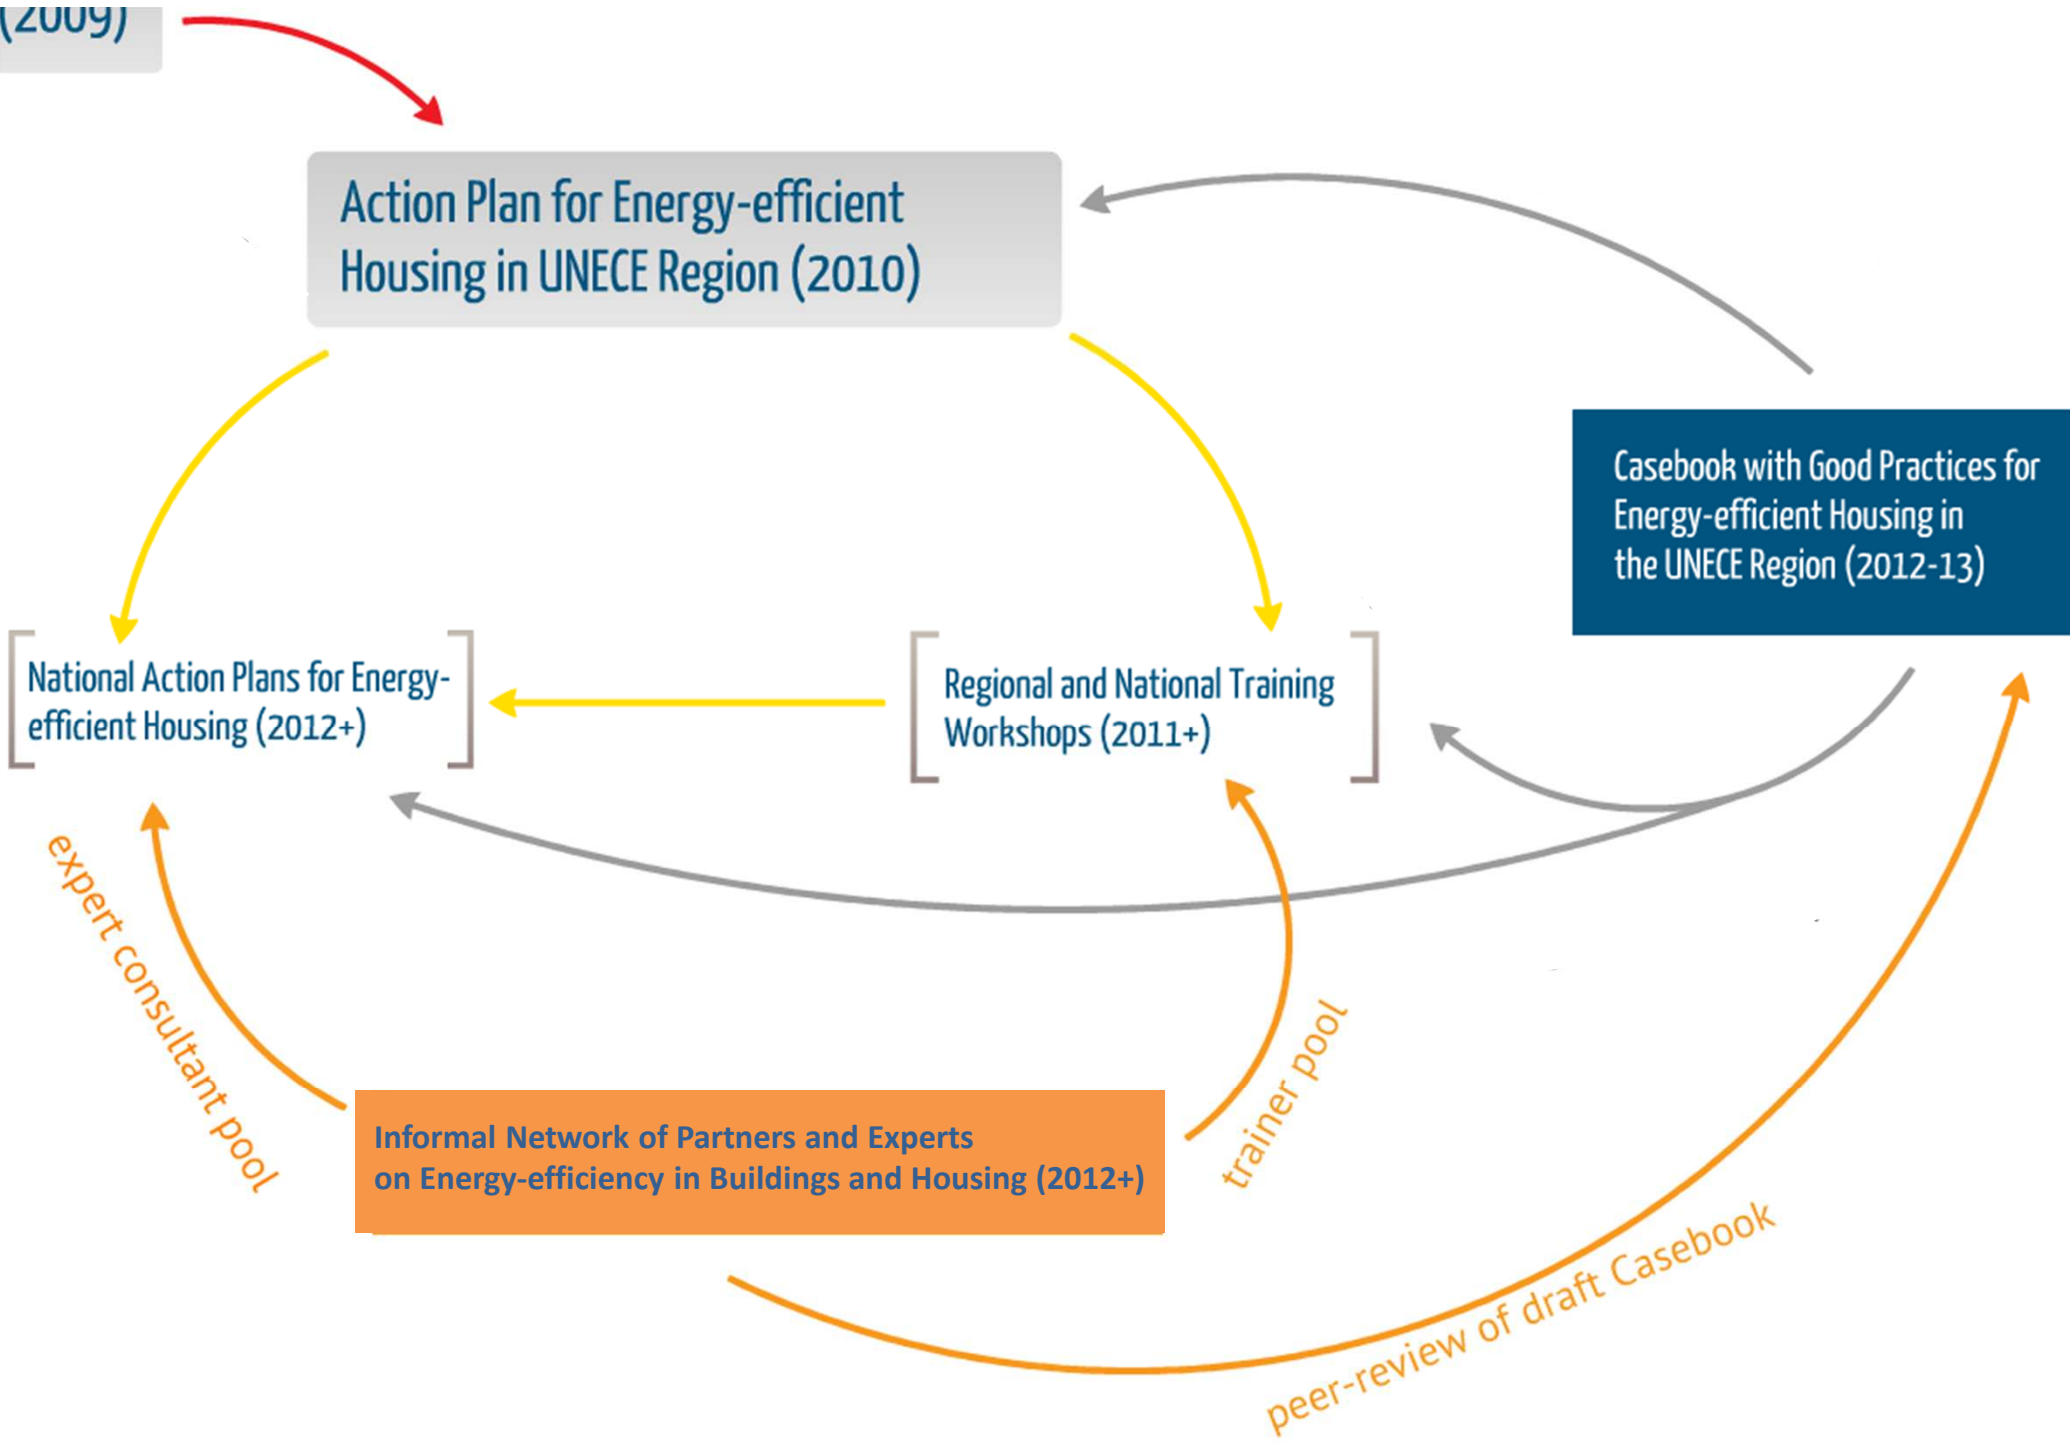 (2009)
Action Plan for Energy-efficient
Housing in UNECE Region (2010)
Casebook with Good Practices for
Energy-efficient Housing in
the UNECE Region (2012-13)
National Action Plans for Energy-
efficient Housing (2012+)
Regional and National Training
Workshops (2011+)
expert consultant pool
trainer pool
Informal Network of Partners and Experts
on Energy-efficiency in Buildings and Housing (2012+)
peer-review of draft Casebook